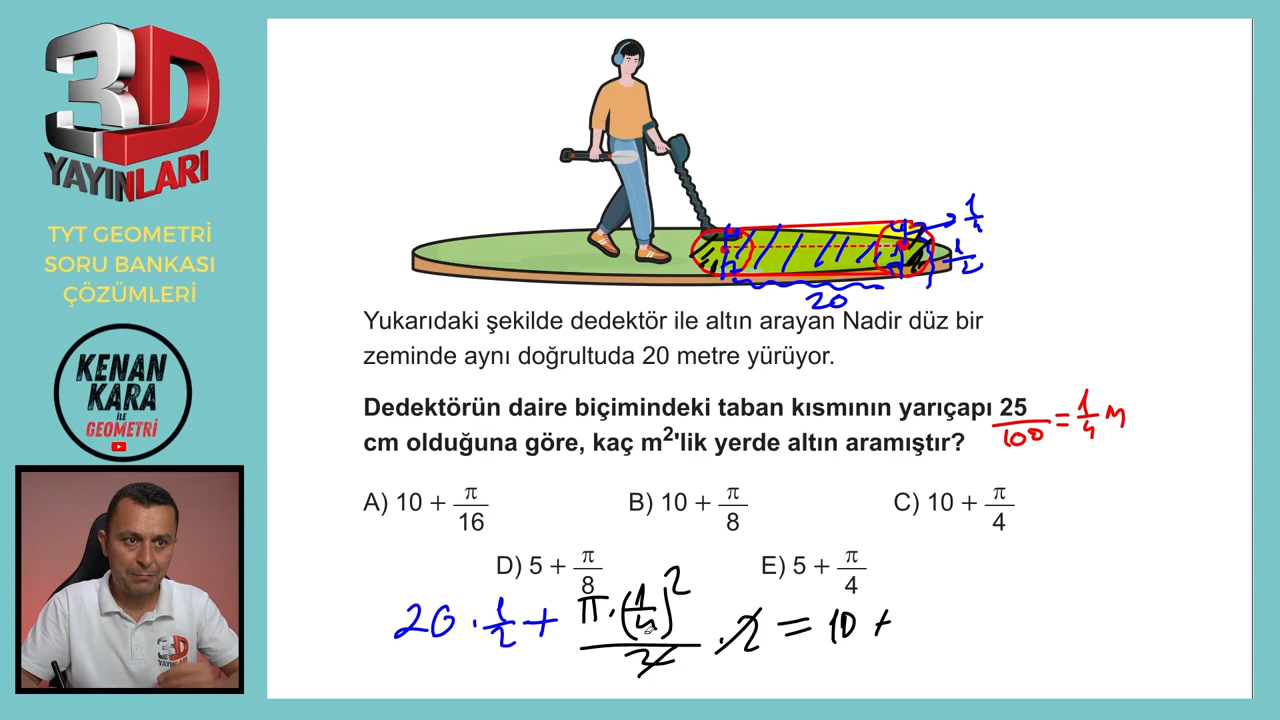 3D
YAYINLARI
TYT GEOMETRİ
SORU BANKASI
ÇÖZÜMLERİ
KENAN
KARA
İLE
GEOMETRİ
3D
YAYINLARI
1/4
1/2
20
Yukarıdaki şekilde dedektör ile altın arayan Nadir düz bir
zeminde aynı doğrultuda 20 metre yürüyor.
Dedektörün daire biçimindeki taban kısmının yarıçapı 25
cm olduğuna göre, kaç m²'lik yerde altın aramıştır?
/100 = 1/4 m
A) 10 + π/16 B) 10 + π/8 C) 10 + π/4
D) 5 + π/8 E) 5 + π/4
20 . 1/2 + π.(1/4)²/2 . 2 = 10 +